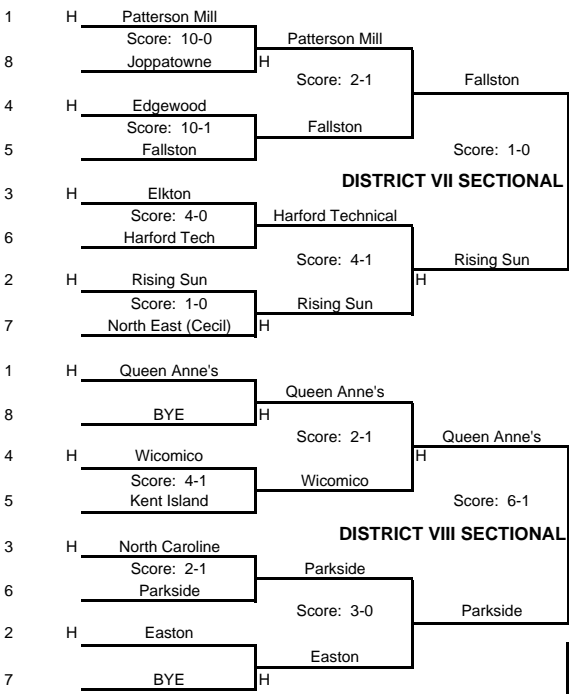 1 H Patterson Mill
Score: 10-0 Patterson Mill
8 Joppatowne H
Score: 2-1 Fallston
4 H Edgewood
Score: 10-1 Fallston
5 Fallston Score: 1-0
DISTRICT VII SECTIONAL
3 H Elkton
Score: 4-0 Harford Technical
6 Harford Tech
Score: 4-1 Rising Sun
2 H Rising Sun H
Score: 1-0 Rising Sun
7 North East (Cecil) H
1 H Queen Anne's
Queen Anne's
8 BYE H
Score: 2-1 Queen Anne's
4 H Wicomico H
Score: 4-1 Wicomico
5 Kent Island Score: 6-1
DISTRICT VIII SECTIONAL
3 H North Caroline
Score: 2-1 Parkside
6 Parkside
Score: 3-0 Parkside
2 H Easton
Easton
7 BYE H